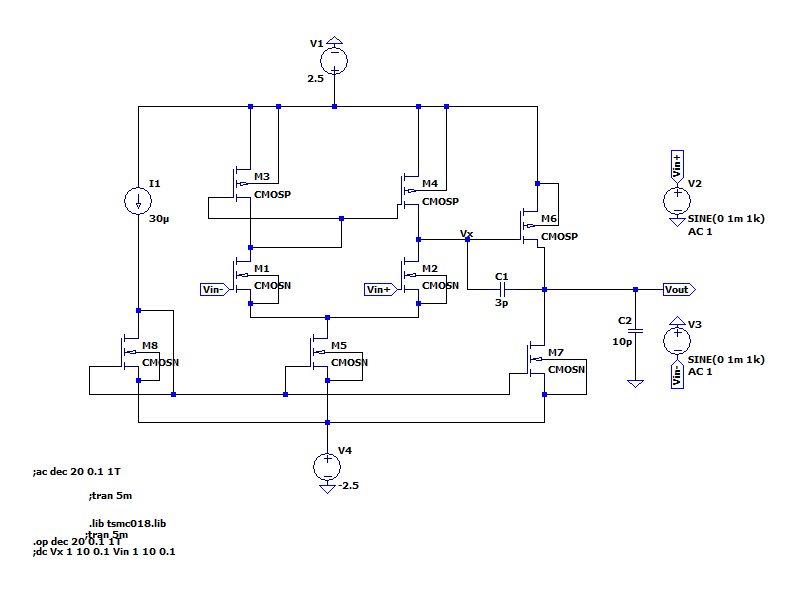 V1
2.5
M3
CMOSP
M4
CMOSP
Vin+
V2
SINE(0 1m 1k)
AC 1
I1
30µ
M6
CMOSP
Vx
M1
CMOSN
Vin-
M2
CMOSN
Vin+
C1
3p
Vout
C2
10p
V3
SINE(0 1m 1k)
AC 1
Vin-
M8
CMOSN
M5
CMOSN
M7
CMOSN
V4
-2.5
;ac dec 20 0.1 1T
;tran 5m
.lib tsmc018.lib
;tran 5m
.op dec 20 0.1 1T
;dc Vx 1 10 0.1 Vin 1 10 0.1